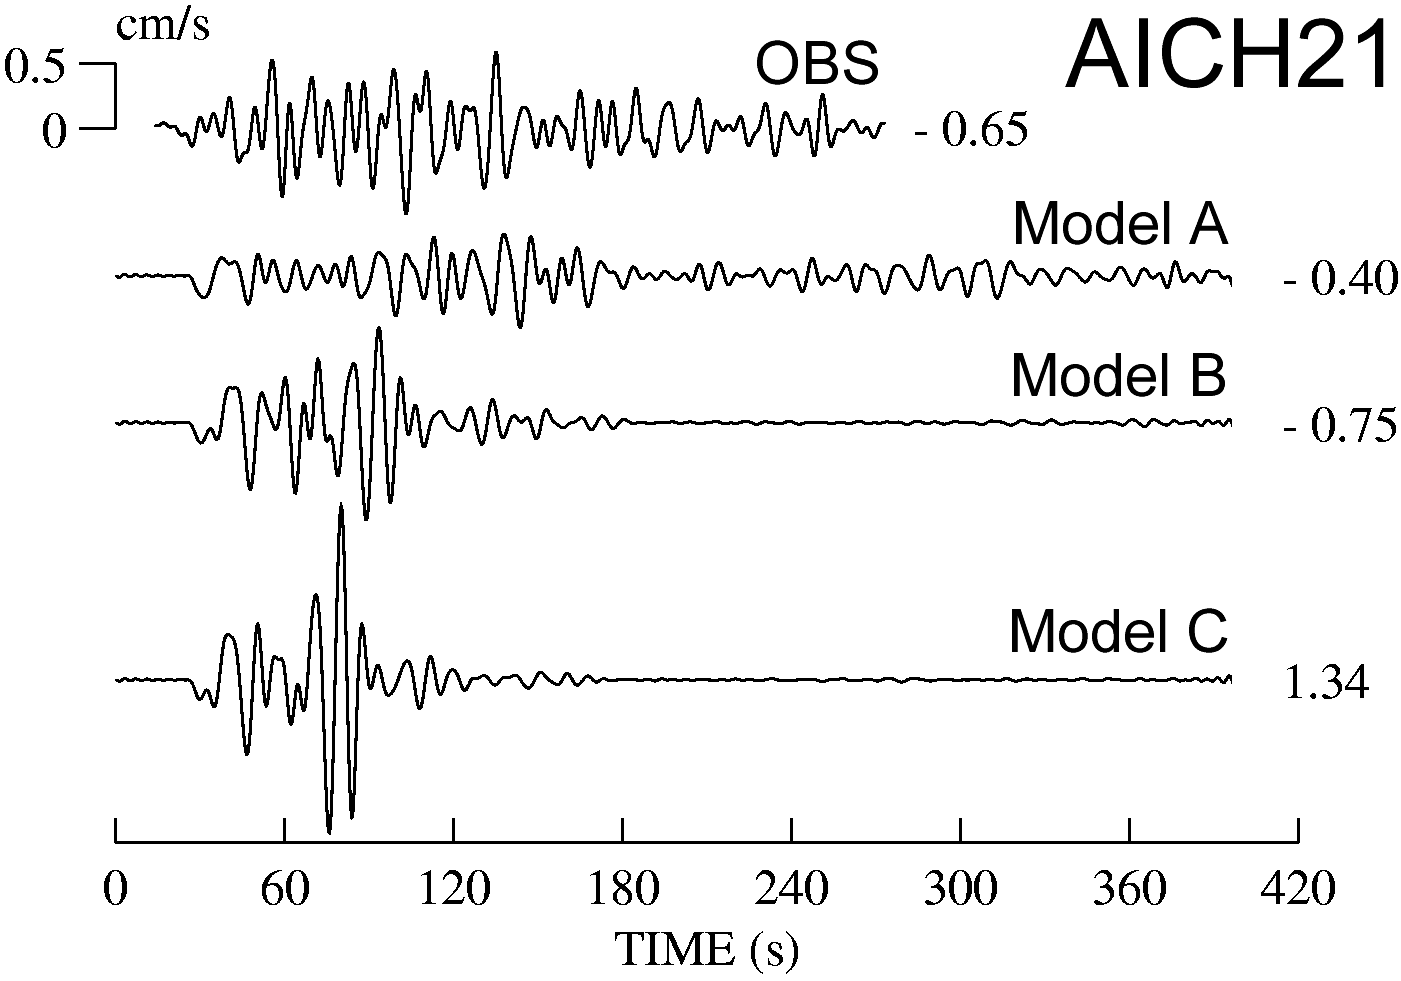 cm/s
0.5
0
OBS
AICH21
- 0.65
Model A
- 0.40
Model B
- 0.75
Model C
1.34
0 60 120 180 240 300 360 420
TIME (s)